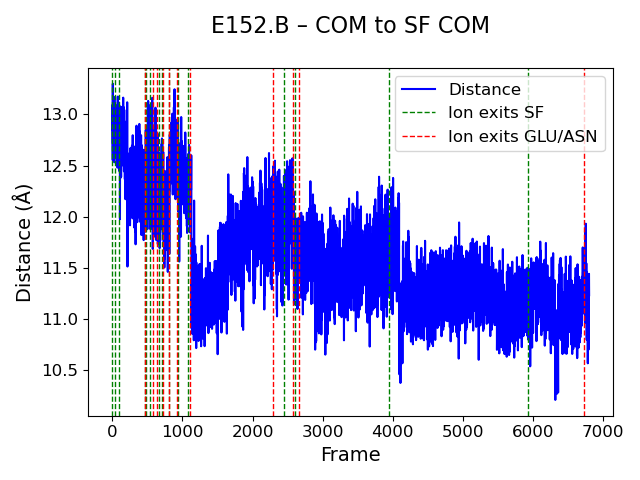 E152.B – COM to SF COM
Distance
Ion exits SF
Ion exits GLU/ASN
Distance (Å)
13.0
12.5
12.0
11.5
11.0
10.5
0 1000 2000 3000 4000 5000 6000 7000
Frame